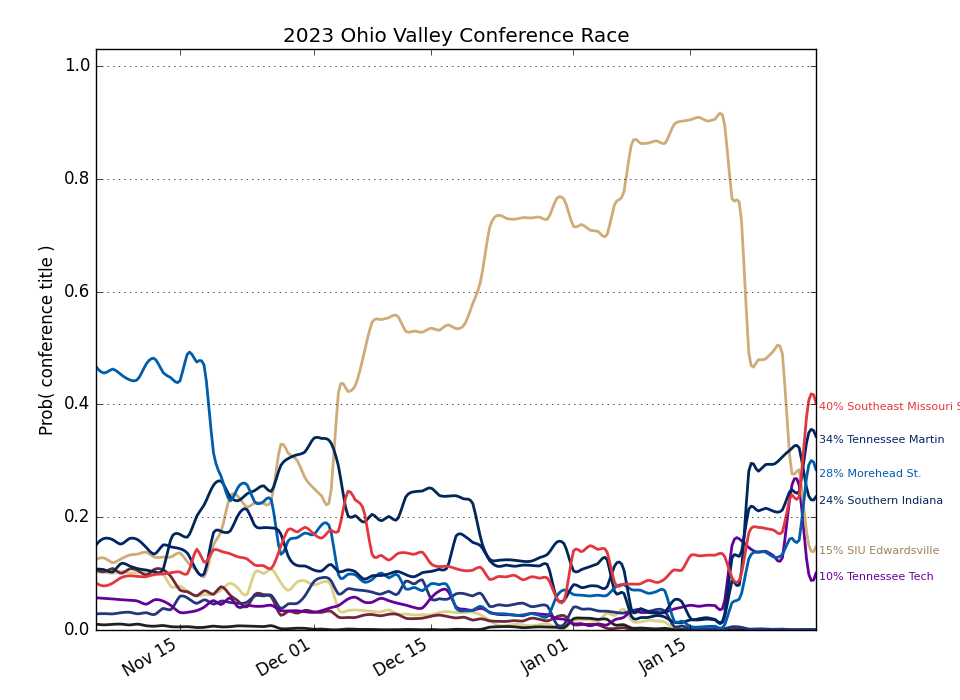 2023 Ohio Valley Conference Race
1.0
0.8
0.6
0.4
0.2
0.0
Prob( conference title )
40% Southeast Missouri S
34% Tennessee Martin
28% Morehead St.
24% Southern Indiana
15% SIU Edwardsville
10% Tennessee Tech
Nov 15
Dec 01
Dec 15
Jan 01
Jan 15